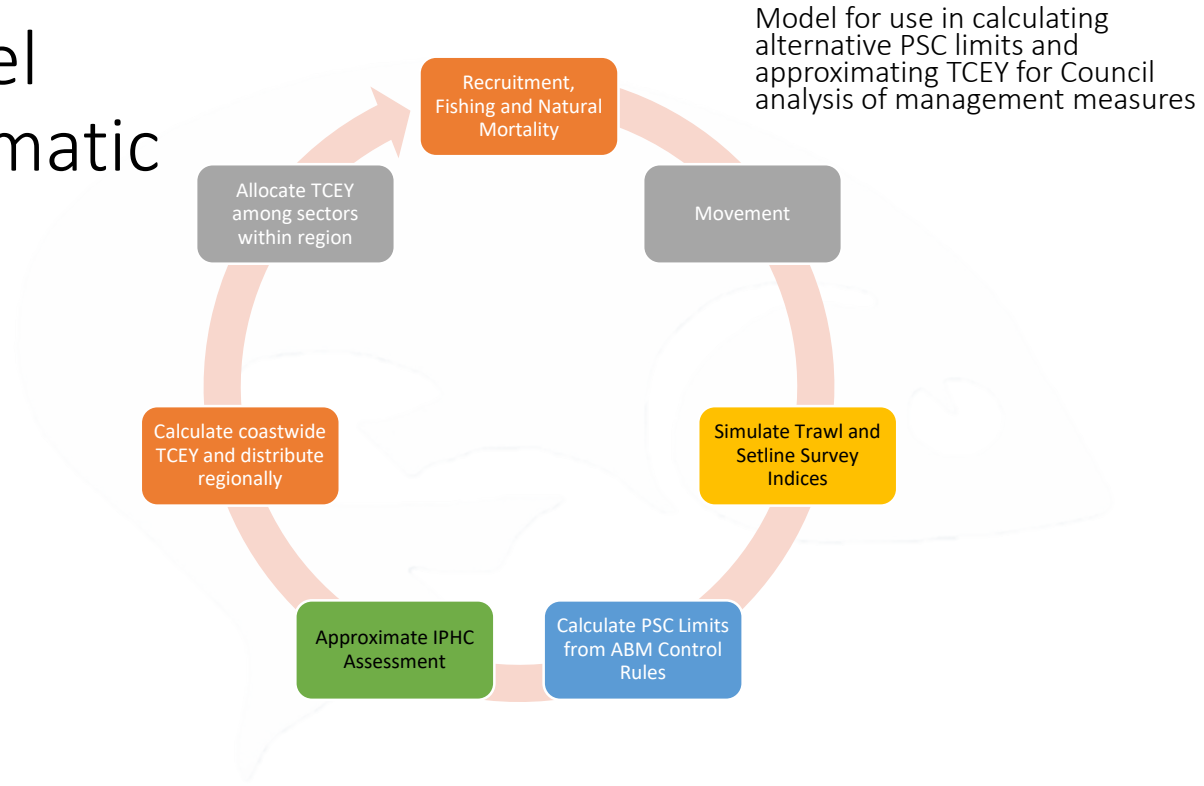 el
matic
Model for use in calculating
alternative PSC limits and
approximating TCEY for Council
analysis of management measures
Recruitment,
Fishing and Natural
Mortality
Movement
Simulate Trawl and
Setline Survey
Indices
Calculate PSC Limits
from ABM Control
Rules
Approximate IPHC
Assessment
Calculate coastwide
TCEY and distribute
regionally
Allocate TCEY
among sectors
within region